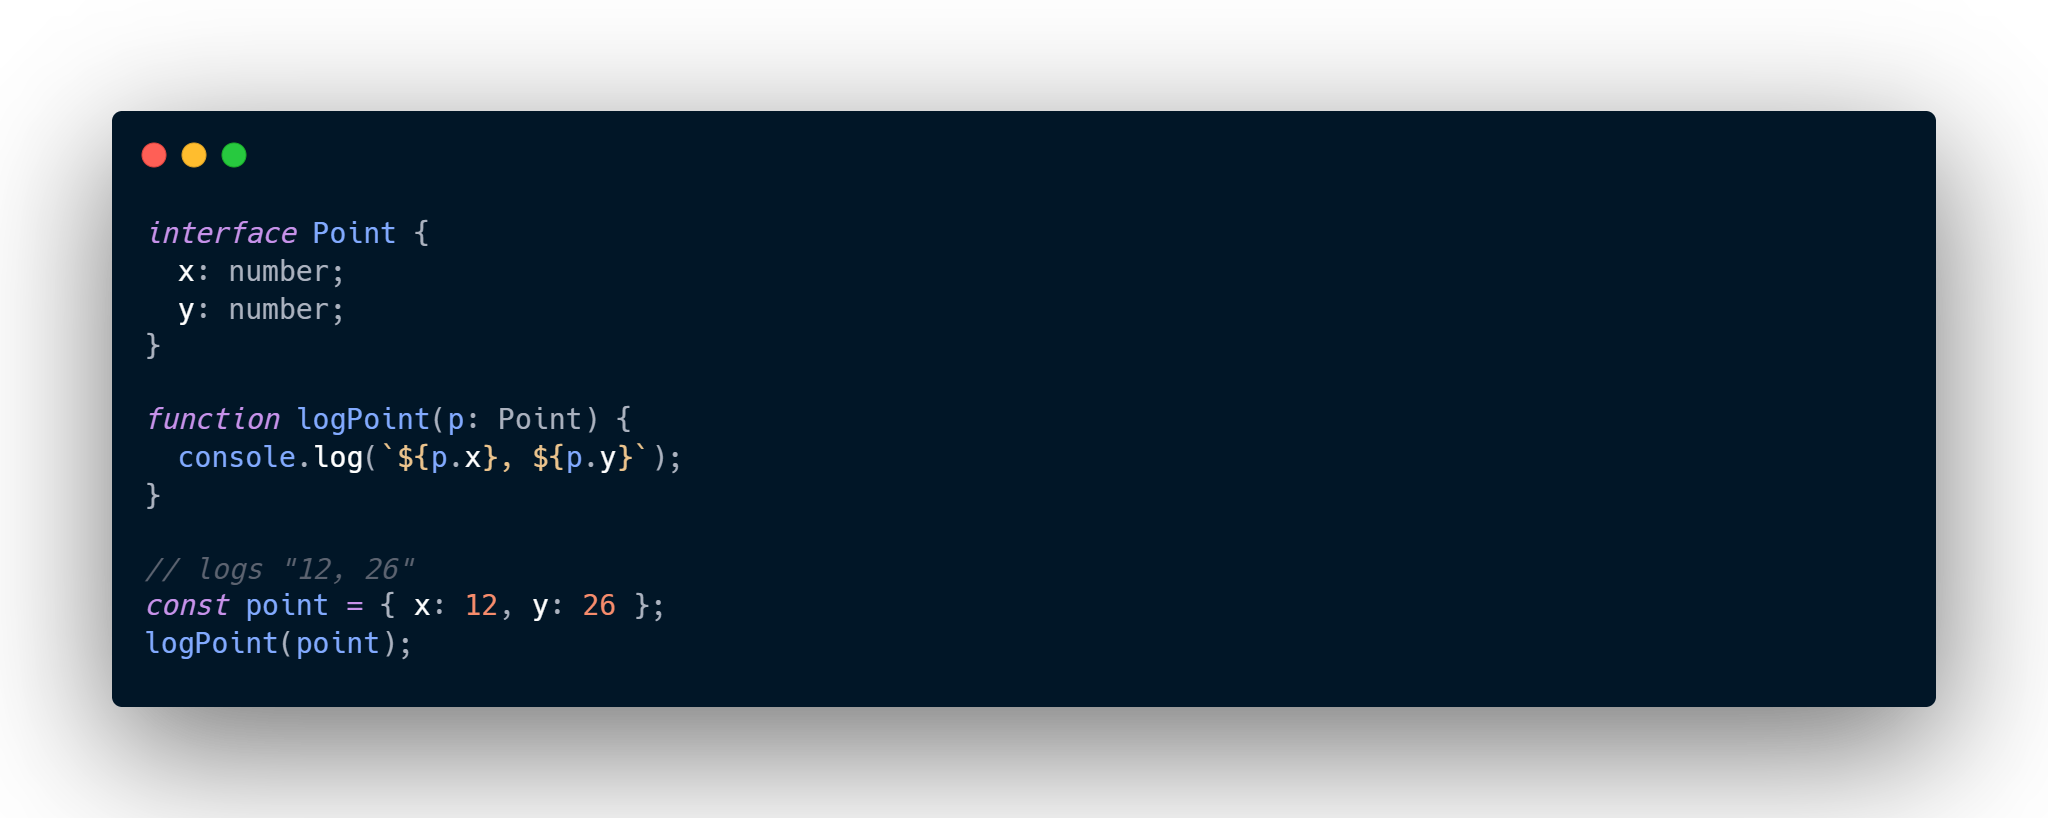 interface Point {
  x: number;
  y: number;
}

function logPoint(p: Point) {
  console.log(`${p.x}, ${p.y}`);
}

// logs "12, 26"
const point = { x: 12, y: 26 };
logPoint(point);